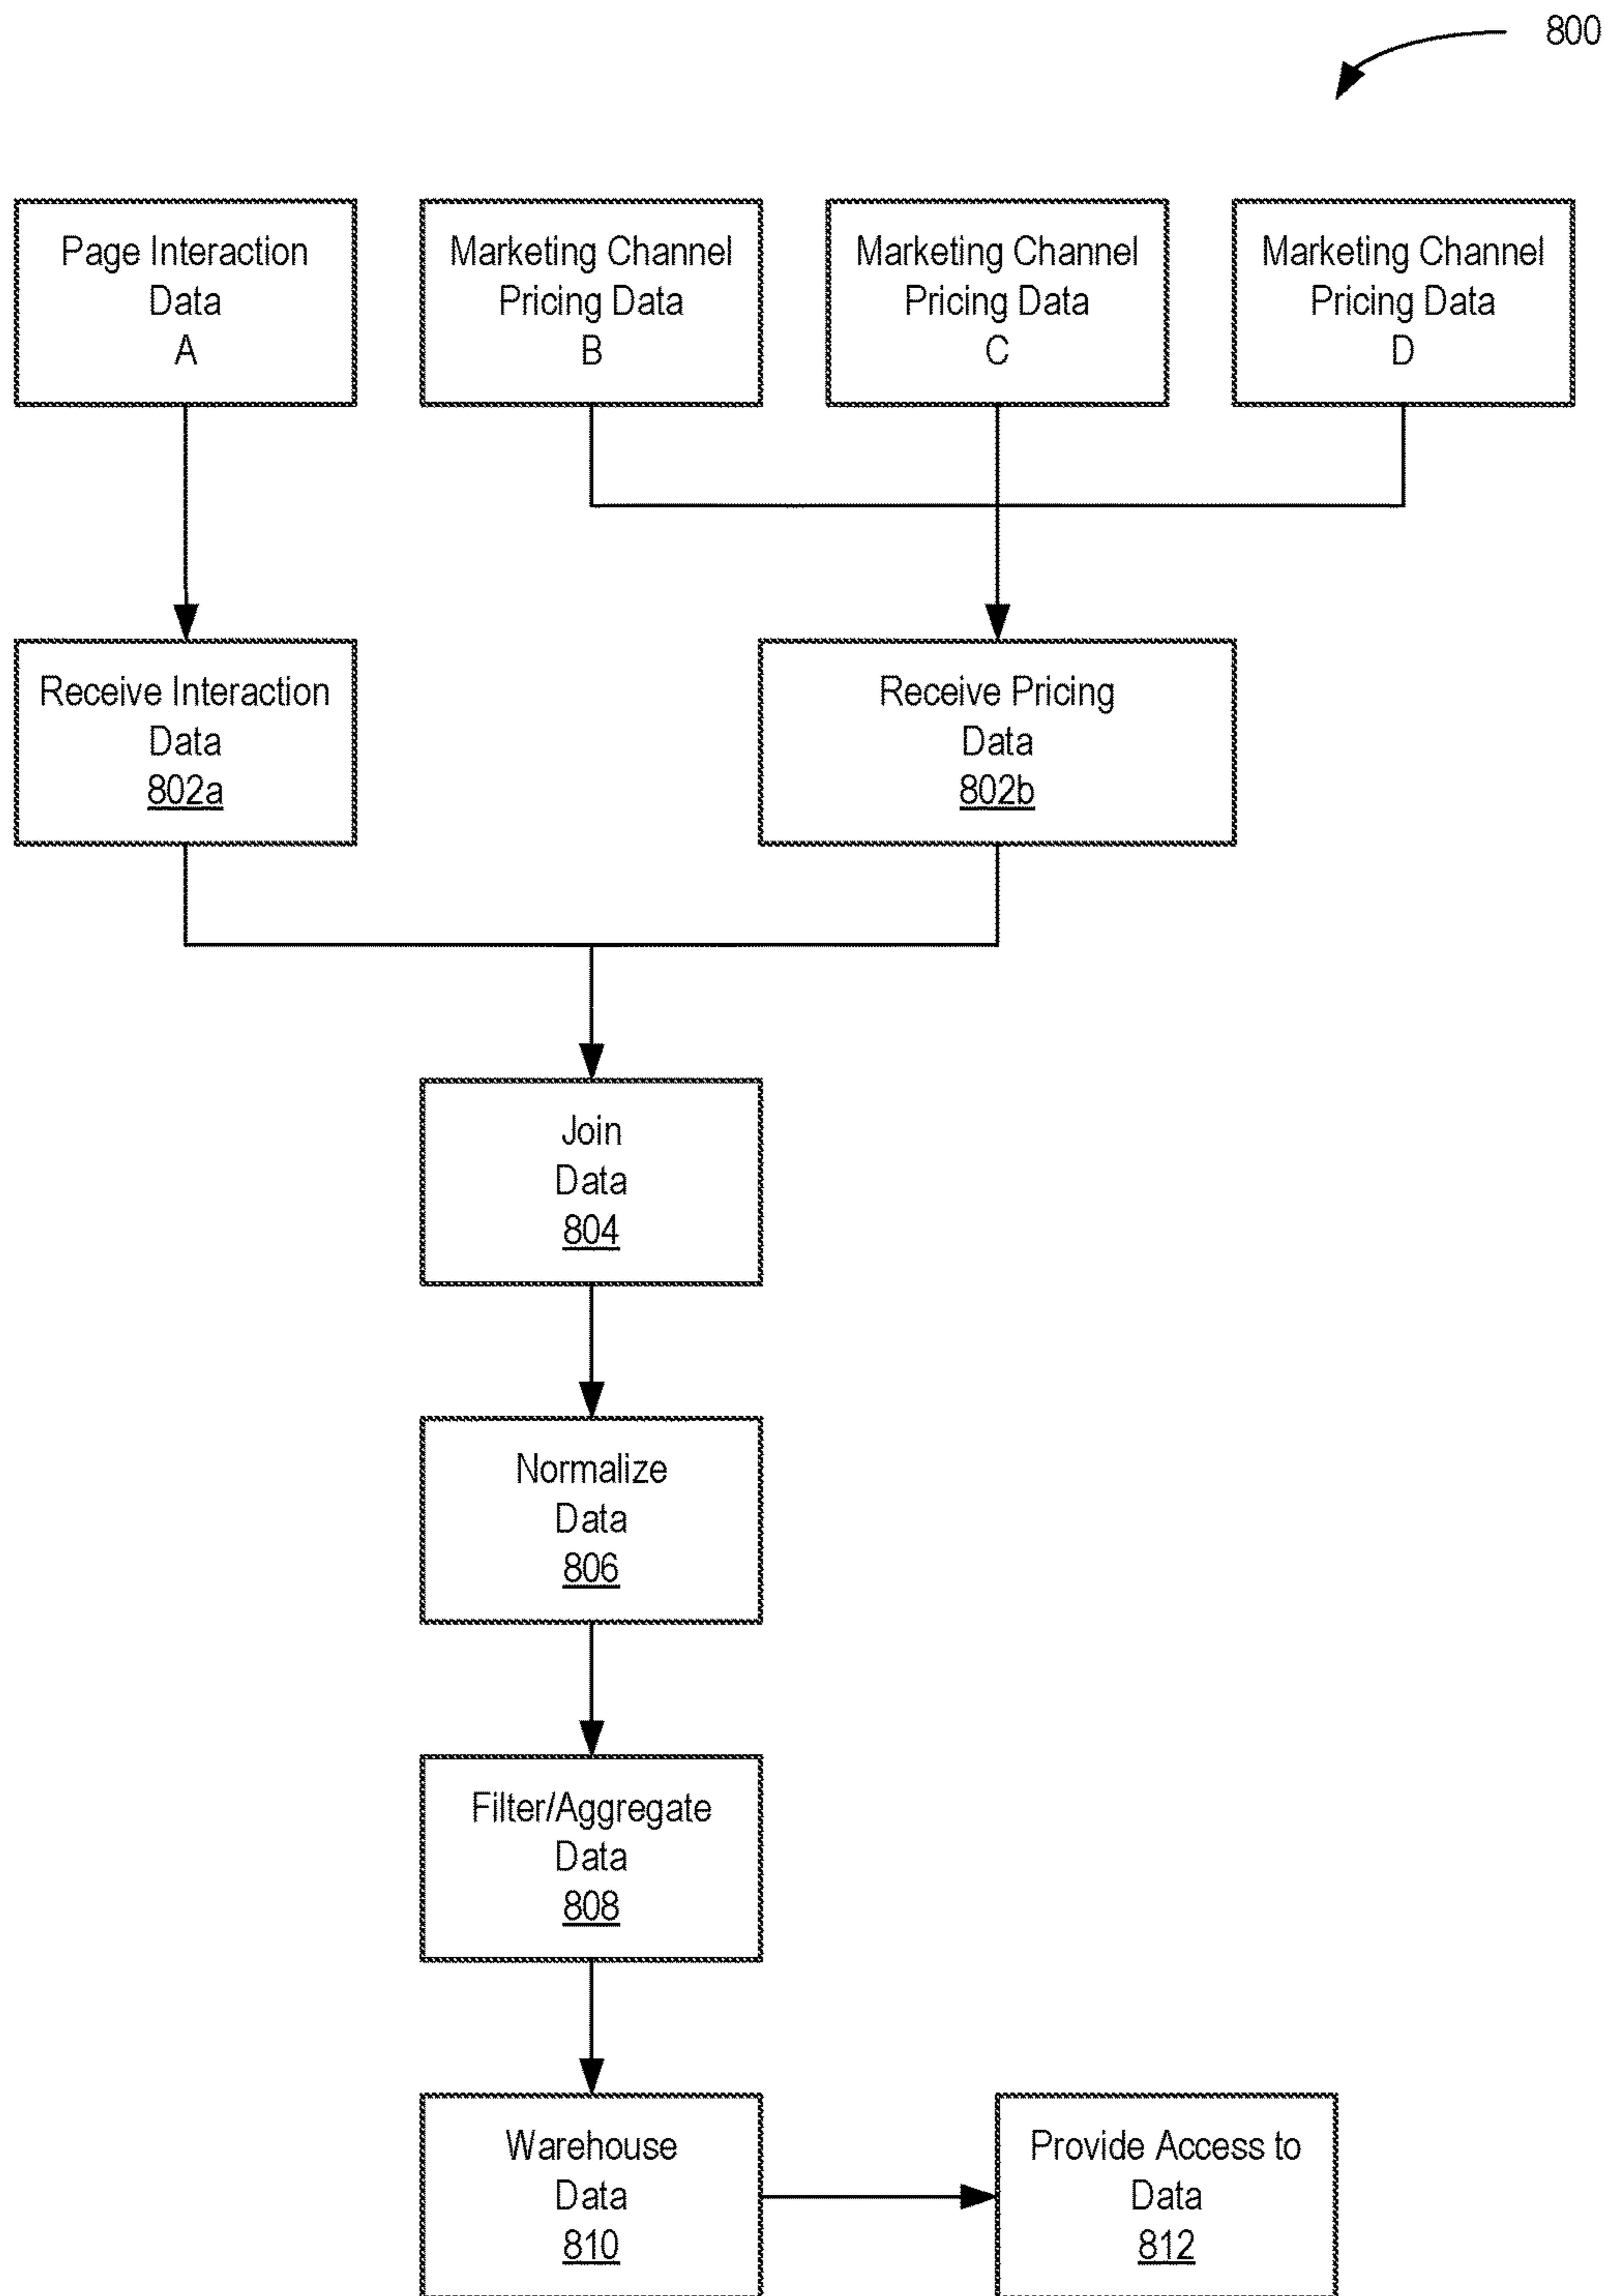 800
Page Interaction
Data
A
Marketing Channel
Pricing Data
B
Marketing Channel
Pricing Data
C
Marketing Channel
Pricing Data
D
Receive Interaction
Data
802a
Receive Pricing
Data
802b
Join
Data
804
Normalize
Data
806
Filter/Aggregate
Data
808
Warehouse
Data
810
Provide Access to
Data
812